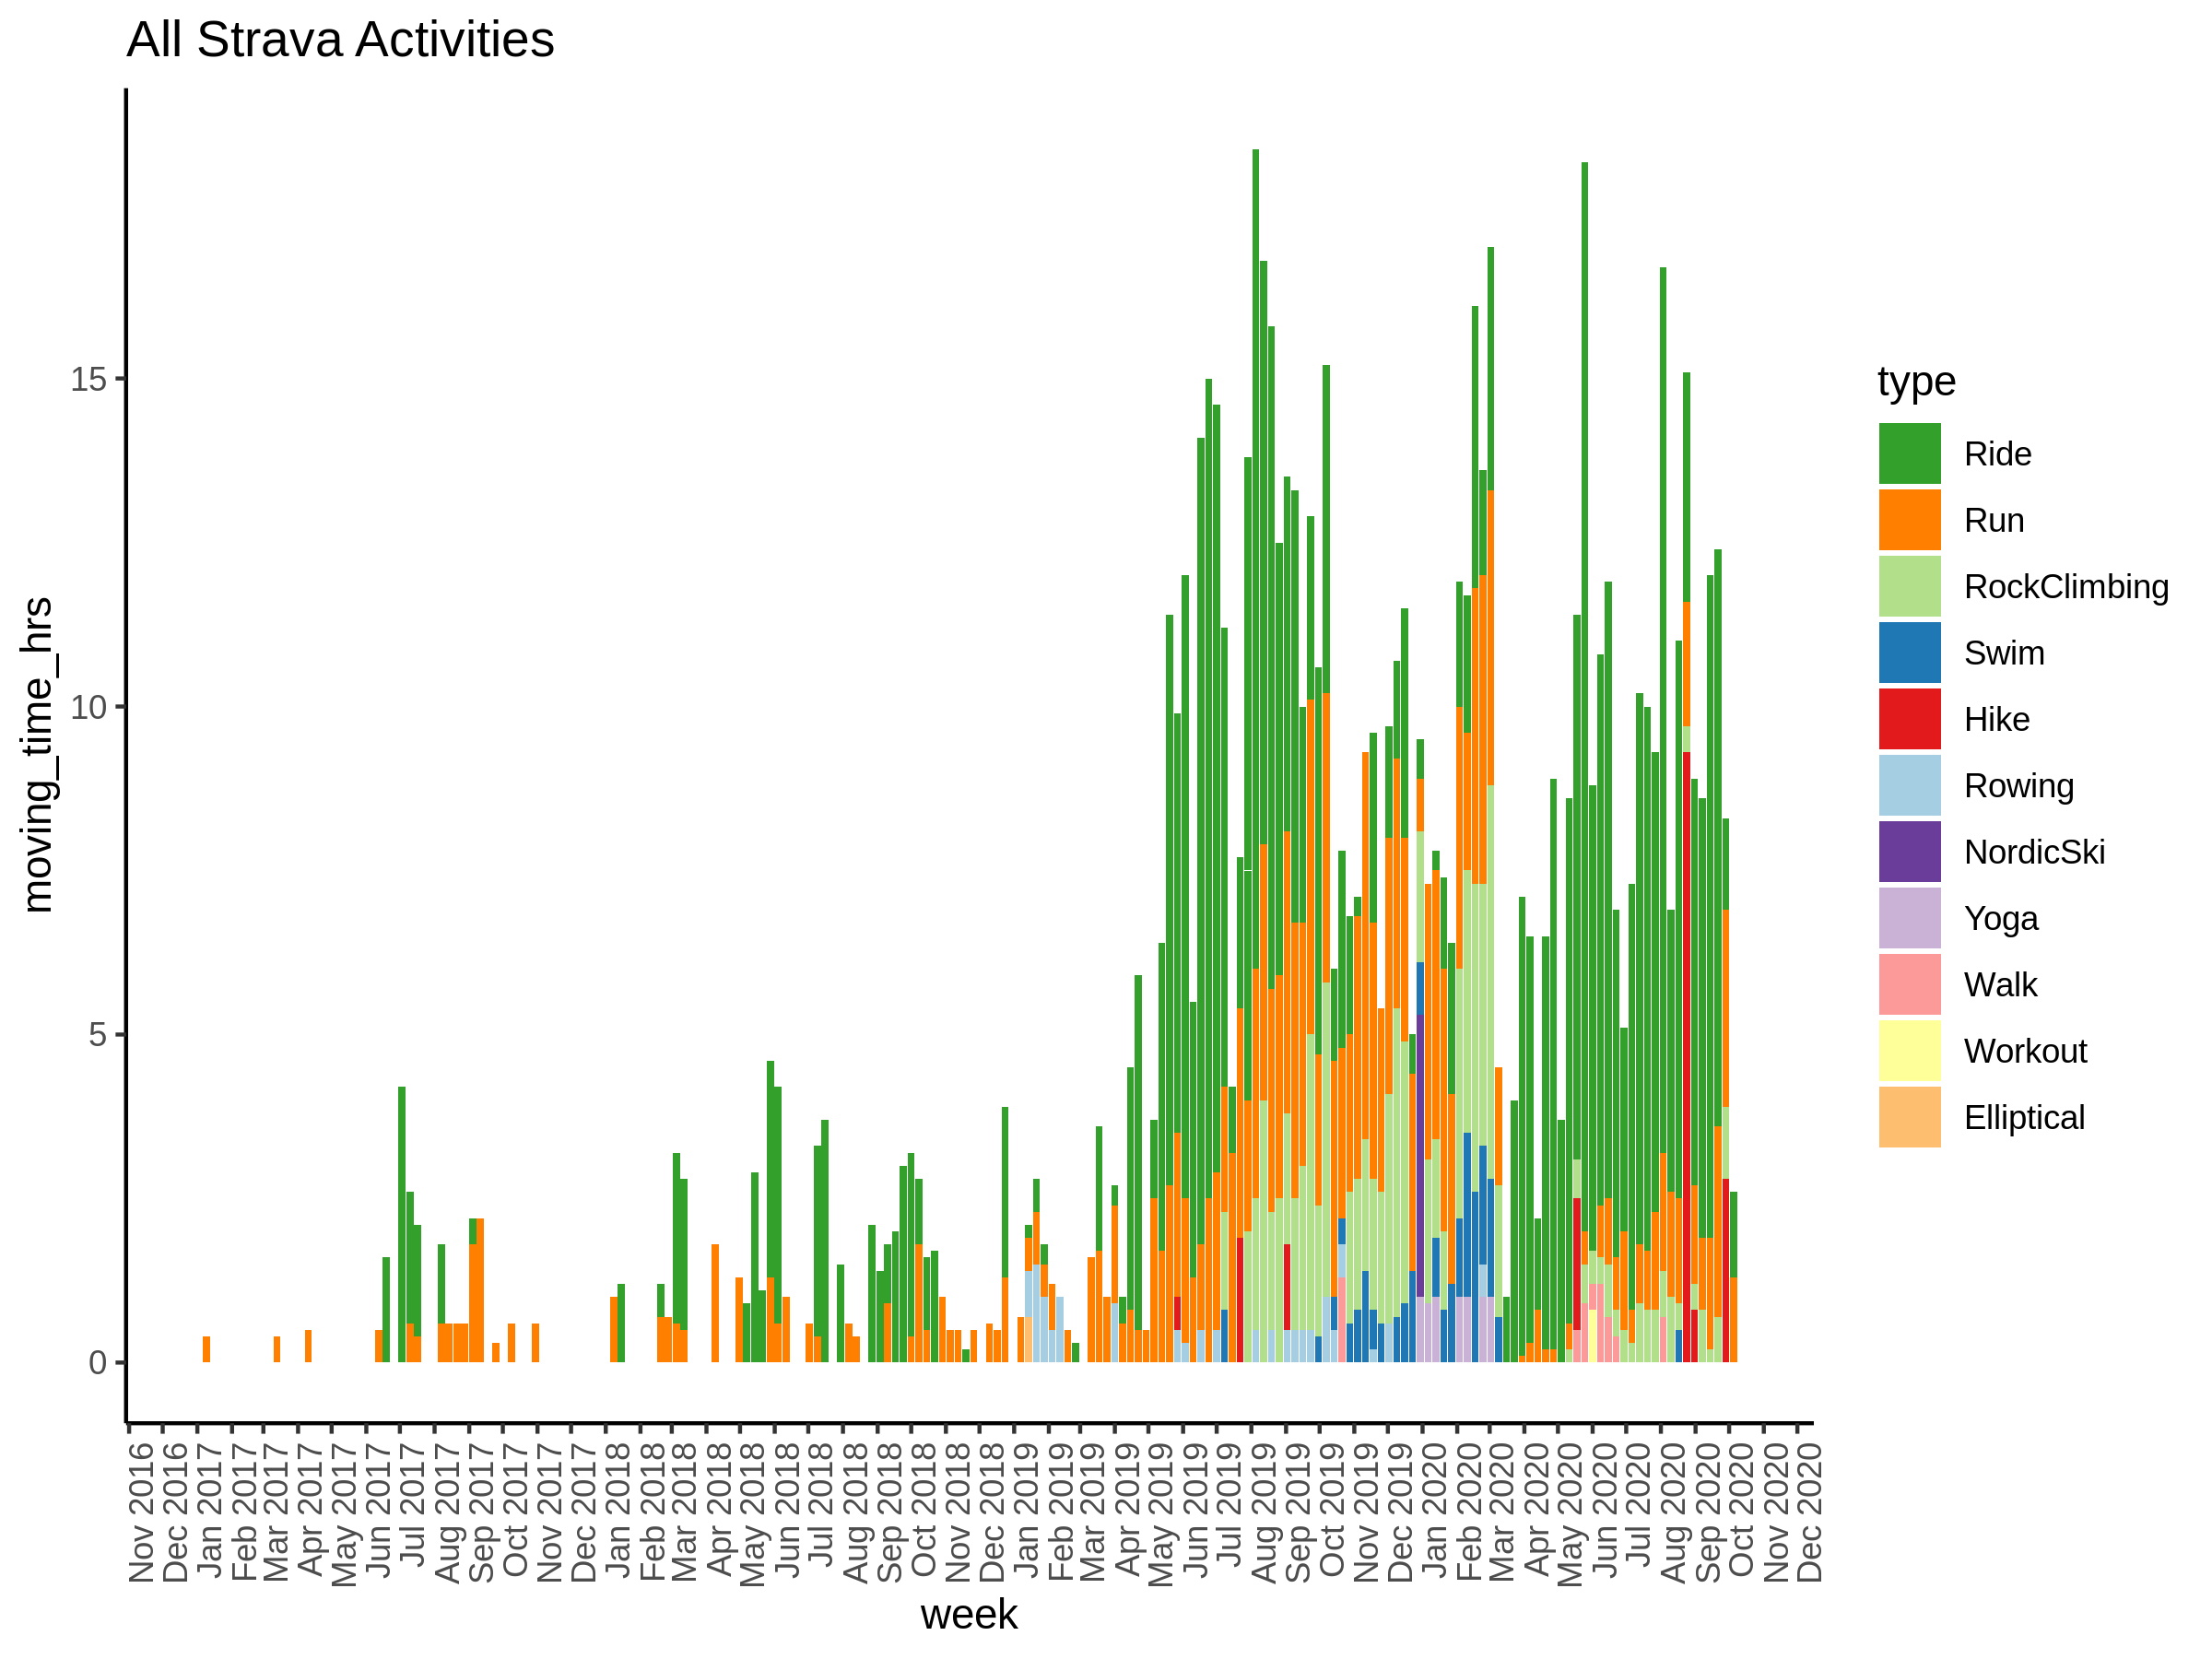 All Strava Activities
moving_time_hrs
15
10
5
0
Nov 2016
Dec 2016
Jan 2017
Feb 2017
Mar 2017
Apr 2017
May 2017
Jun 2017
Jul 2017
Aug 2017
Sep 2017
Oct 2017
Nov 2017
Dec 2017
Jan 2018
Feb 2018
Mar 2018
Apr 2018
May 2018
Jun 2018
Jul 2018
Aug 2018
Sep 2018
Oct 2018
Nov 2018
Dec 2018
Jan 2019
Feb 2019
Mar 2019
Apr 2019
May 2019
Jun 2019
Jul 2019
Aug 2019
Sep 2019
Oct 2019
Nov 2019
Dec 2019
Jan 2020
Feb 2020
Mar 2020
Apr 2020
May 2020
Jun 2020
Jul 2020
Aug 2020
Sep 2020
Oct 2020
Nov 2020
Dec 2020
week
type
Ride
Run
RockClimbing
Swim
Hike
Rowing
NordicSki
Yoga
Walk
Workout
Elliptical